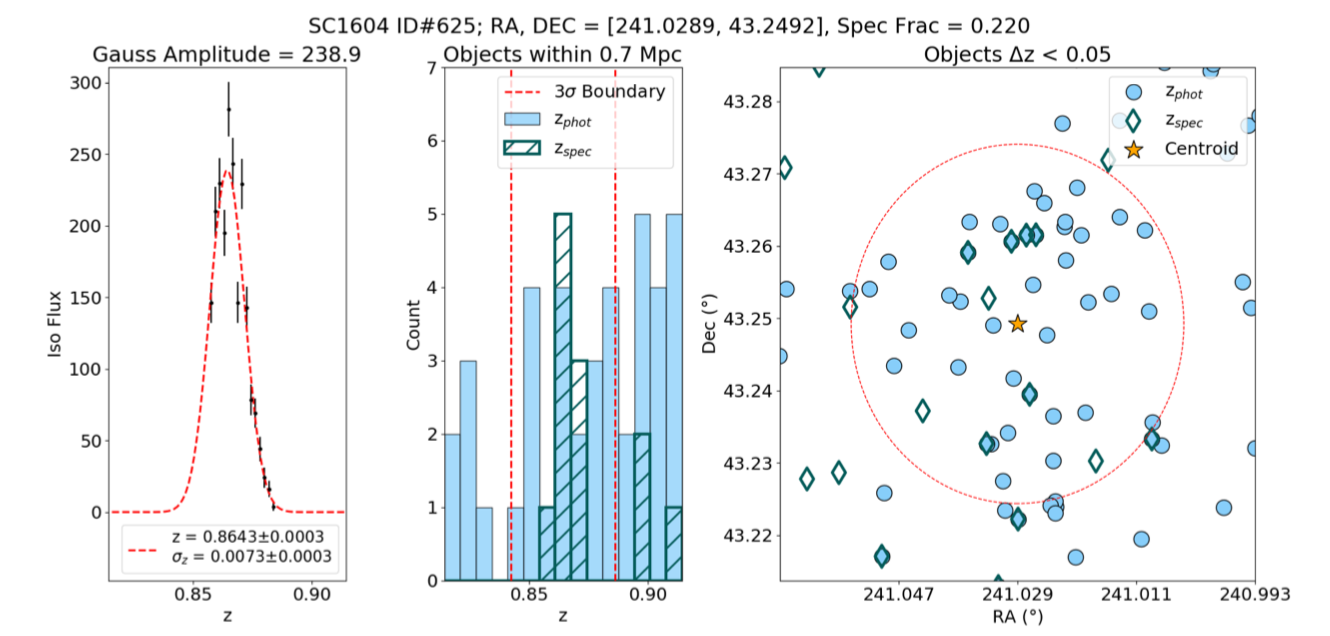 SC1604 ID#625; RA, DEC = [241.0289, 43.2492], Spec Frac = 0.220
Gauss Amplitude = 238.9
300
250
200
150
100
50
0
Iso Flux
z = 0.8643±0.0003
σz = 0.0073±0.0003
0.85
0.90
z
Objects within 0.7 Mpc
3σ Boundary
zphot
zspec
7
6
5
4
3
2
1
0
Count
0.85
0.90
z
Objects Δz < 0.05
zphot
zspec
Centroid
43.28
43.27
43.26
43.25
43.24
43.23
43.22
Dec (°)
241.047
241.029
241.011
240.993
RA (°)